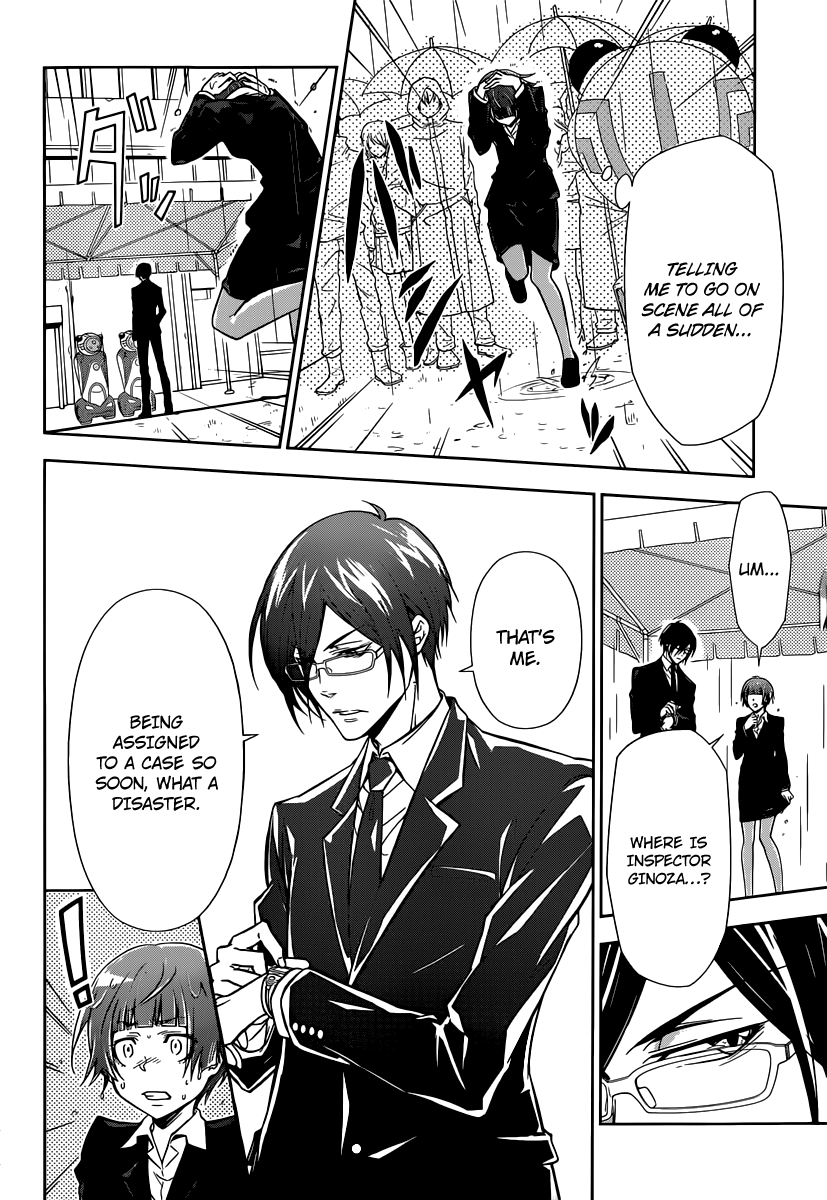 TELLING
ME TO GO ON
SCENE ALL OF
A SUDDEN...
ダッ
UM...
WHERE IS
INSPECTOR
GINOZA...?
THAT'S
ME.
BEING
ASSIGNED
TO A CASE SO
SOON, WHAT A
DISASTER.
!